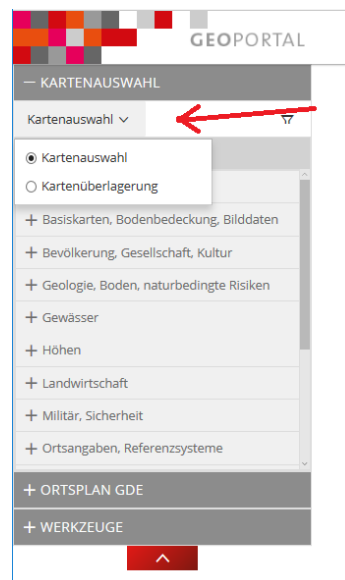 GEOPORTAL
— KARTENAUSWAHL
Kartenauswahl
Kartenauswahl
Kartenüberlagerung
+ Basiskarten, Bodenbedeckung, Bilddaten
+ Bevölkerung, Gesellschaft, Kultur
+ Geologie, Boden, naturbedingte Risiken
+ Gewässer
+ Höhen
+ Landwirtschaft
+ Militär, Sicherheit
+ Ortsangaben, Referenzsysteme
+ ORTSPLAN GDE
+ WERKZEUGE